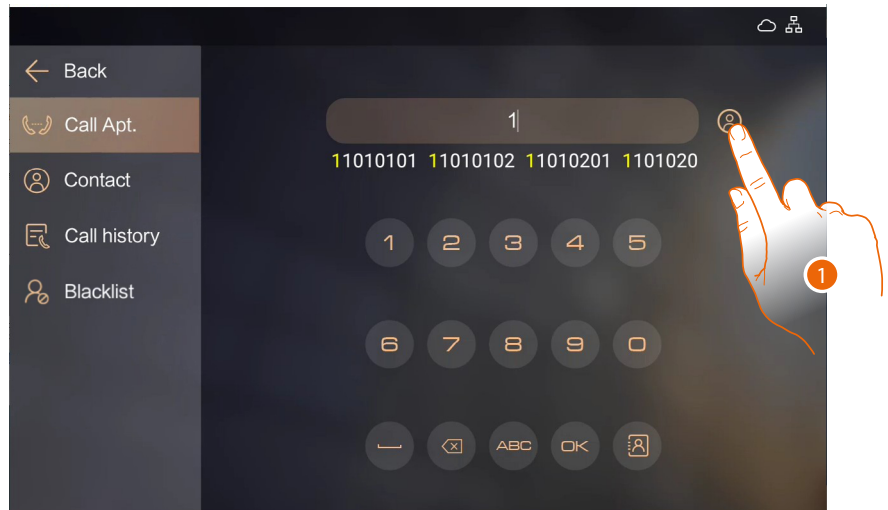 Back
Call Apt.
Contact
Call history
Blacklist
1
11010101 11010102 11010201 1101020
1 2 3 4 5
6 7 8 9 0
ABC OK
1